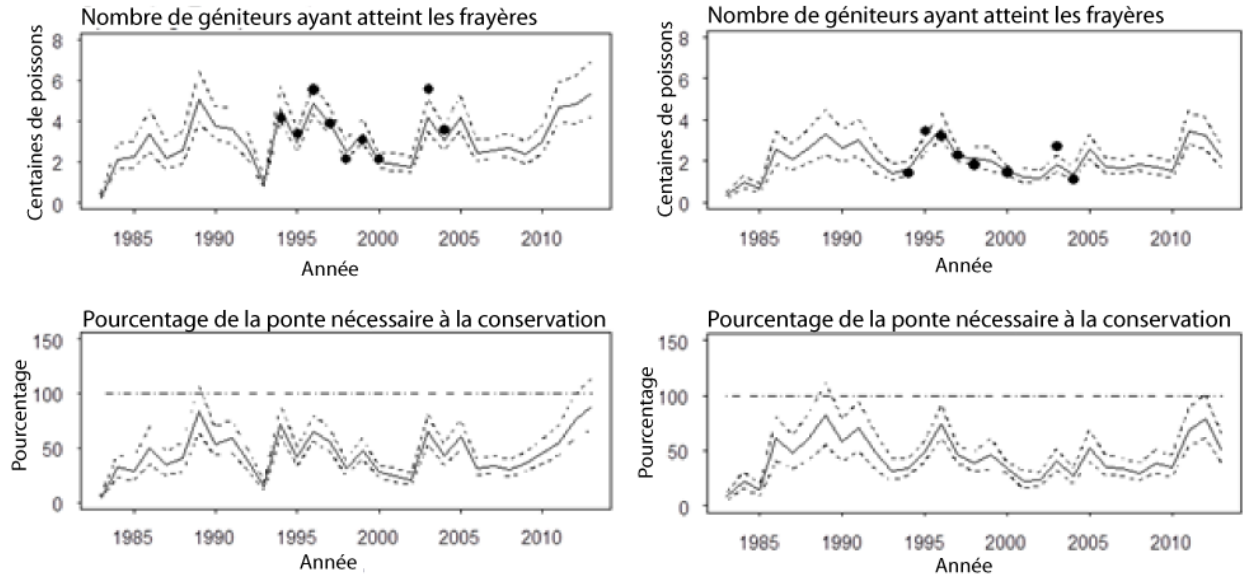 Nombre de géniteurs ayant atteint les frayères
Centaines de poissons
8
6
4
2
0
1985 1990 1995 2000 2005 2010
Année
Nombre de géniteurs ayant atteint les frayères
Centaines de poissons
8
6
4
2
0
1985 1990 1995 2000 2005 2010
Année
Pourcentage de la ponte nécessaire à la conservation
Pourcentage
150
100
50
0
1985 1990 1995 2000 2005 2010
Année
Pourcentage de la ponte nécessaire à la conservation
Pourcentage
150
100
50
0
1985 1990 1995 2000 2005 2010
Année